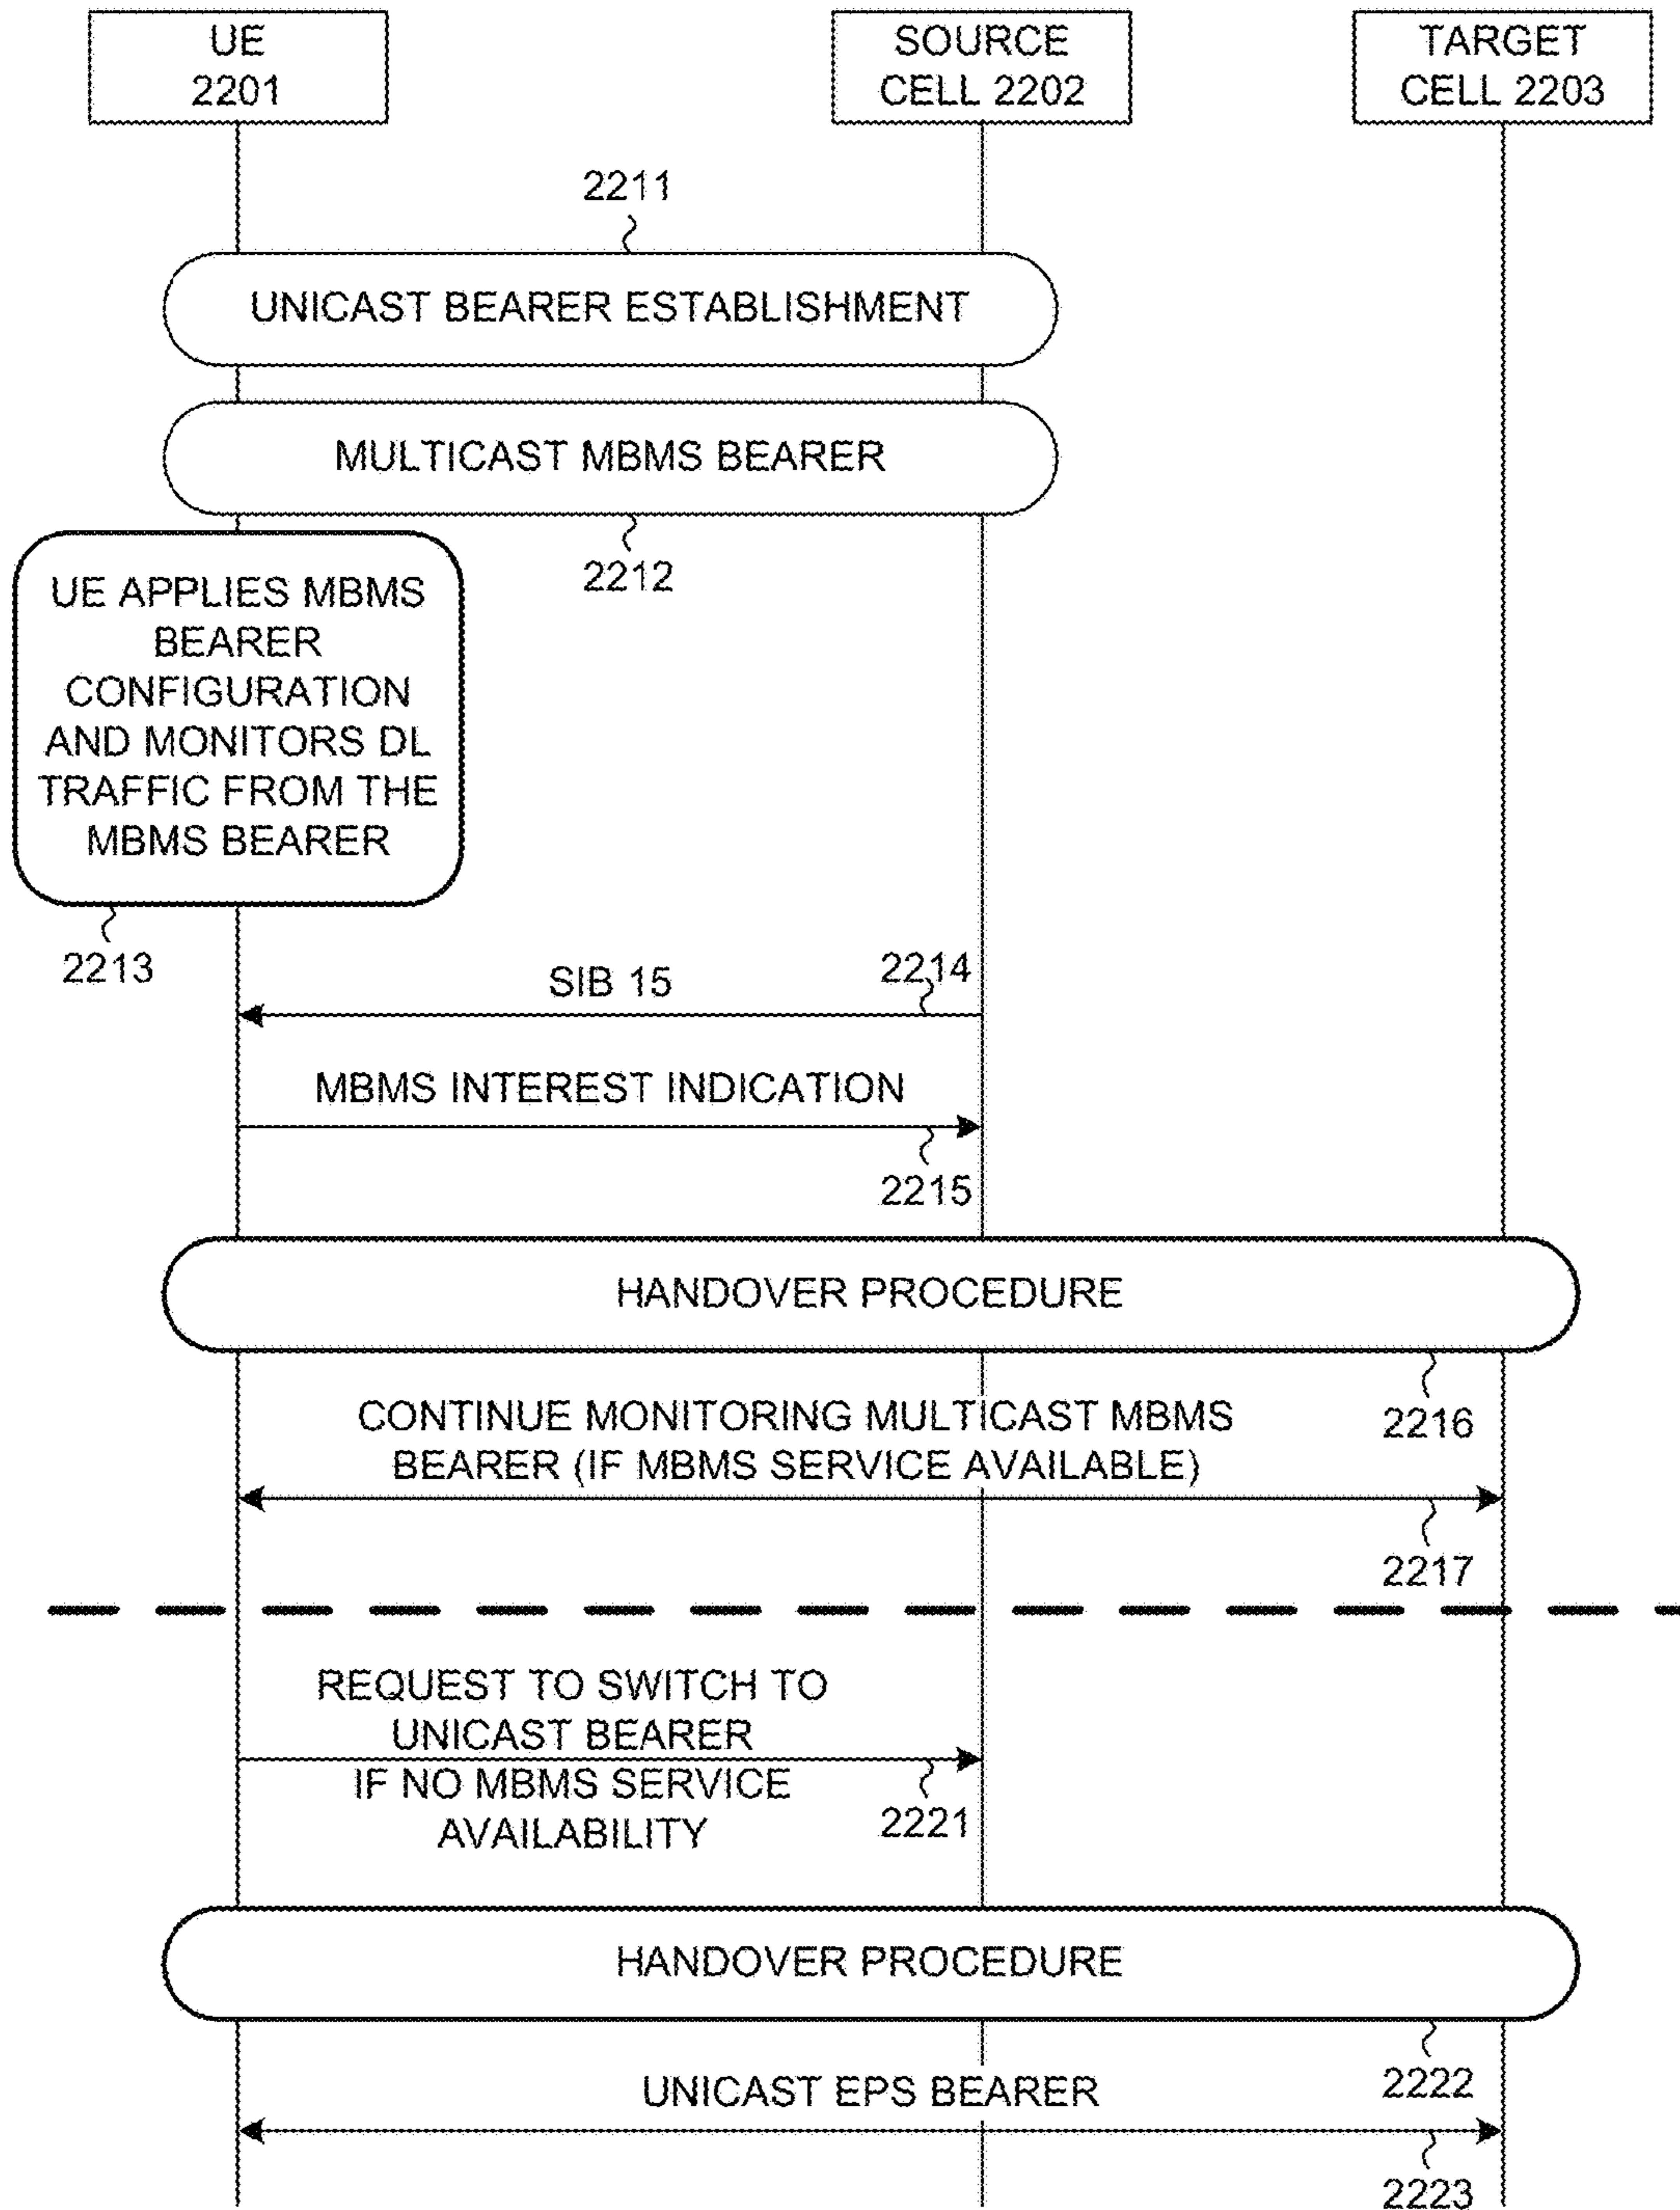 UE
2201
SOURCE
CELL 2202
TARGET
CELL 2203
2211
UNICAST BEARER ESTABLISHMENT
MULTICAST MBMS BEARER
2212
UE APPLIES MBMS
BEARER
CONFIGURATION
AND MONITORS DL
TRAFFIC FROM THE
MBMS BEARER
2213
SIB 15
2214
MBMS INTEREST INDICATION
2215
HANDOVER PROCEDURE
2216
CONTINUE MONITORING MULTICAST MBMS
BEARER (IF MBMS SERVICE AVAILABLE)
2217
REQUEST TO SWITCH TO
UNICAST BEARER
IF NO MBMS SERVICE
AVAILABILITY
2221
HANDOVER PROCEDURE
2222
UNICAST EPS BEARER
2223